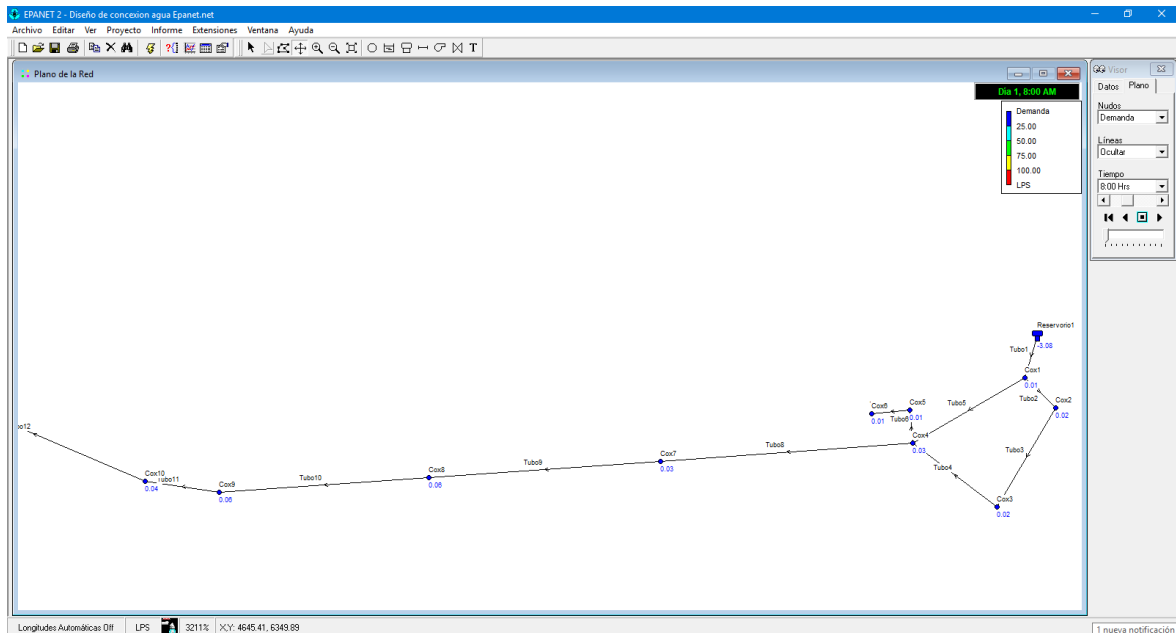 EPANET 2 - Diseño de concexion agua Epanet.net
Archivo Editar Ver Proyecto Informe Extensiones Ventana Ayuda
Plano de la Red
Visor
Datos Plano
Nudos
Demanda
Líneas
Ocultar
Tiempo
8:00 Hrs
Dia 1, 8:00 AM
Demanda
25.00
50.00
75.00
100.00
LPS
Reservorio1
-3.08
Tubo1
Cox1
0.01
Tubo2
Cox2
0.02
Tubo5
Cox6
0.01
Cox5
0.01
Tubo6
Cox4
0.03
Tubo3
Tubo8
Cox7
0.03
Tubo4
Tubo9
Cox8
0.06
Cox3
0.02
Tubo10
Cox10
0.04
Tubo11
Cox9
0.06
bo12
Longitudes Automáticas Off LPS 3211% X,Y: 4645.41, 6349.89
1 nueva notificación